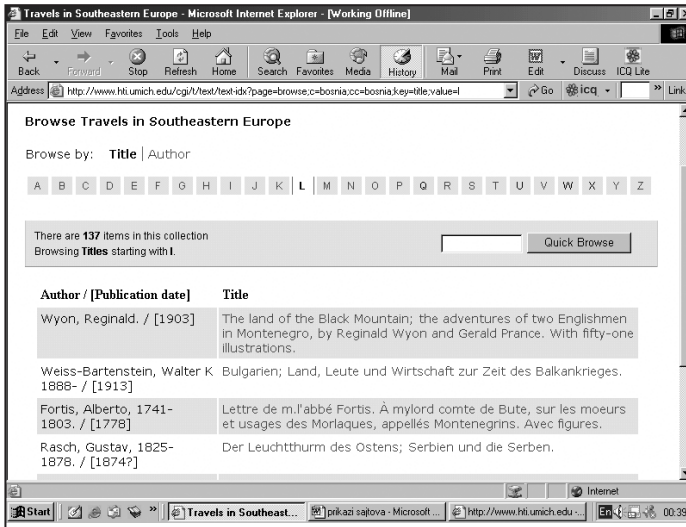 Travels in Southeastern Europe - Microsoft Internet Explorer - [Working Offline]
File Edit View Favorites Tools Help
Back Forward Stop Refresh Home Search Favorites Media History Mail Print Edit Discuss ICQ Lite
Address http://www.hti.umich.edu/cgi/t/text/text-idx?page=browse;c=bosnia;cc=bosnia;key=title;value=l Go icq » Link
Browse Travels in Southeastern Europe
Browse by: Title | Author
A B C D E F G H I J K L M N O P Q R S T U V W X Y Z
There are 137 items in this collection
Browsing Titles starting with l.
Quick Browse
Author / [Publication date] Title
Wyon, Reginald. / [1903] The land of the Black Mountain; the adventures of two Englishmen
in Montenegro, by Reginald Wyon and Gerald Prance. With fifty-one
illustrations.
Weiss-Bartenstein, Walter K Bulgarien; Land, Leute und Wirtschaft zur Zeit des Balkankrieges.
1888- / [1913]
Fortis, Alberto, 1741- Lettre de m.l'abbé Fortis. À mylord comte de Bute, sur les moeurs
1803. / [1778] et usages des Morlaques, appellés Montenegrins. Avec figures.
Rasch, Gustav, 1825- Der Leuchtthurm des Ostens; Serbien und die Serben.
1878. / [1874?]
Internet
Start » Travels in Southeast... prikazi sajtova - Microsoft ... http://www.hti.umich.edu -... En 00:39